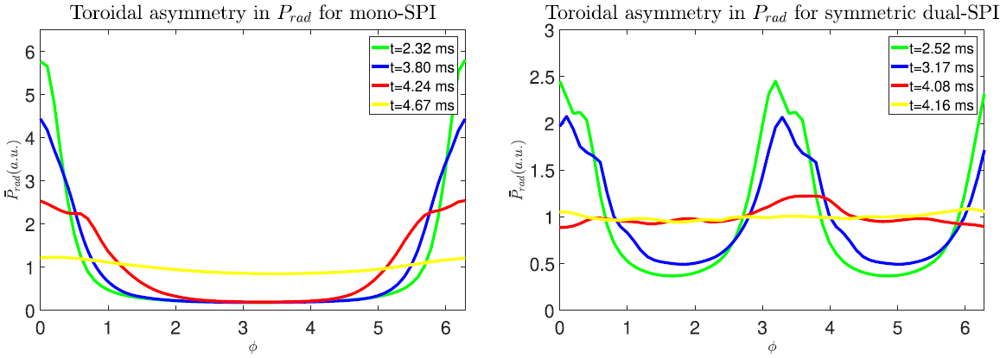 Toroidal asymmetry in P_rad for mono-SPI
6
5
4
3
2
1
0
P̄_rad(a.u.)
t=2.32 ms
t=3.80 ms
t=4.24 ms
t=4.67 ms
0 1 2 3 4 5 6
ϕ
Toroidal asymmetry in P_rad for symmetric dual-SPI
3
2.5
2
1.5
1
0.5
0
P̄_rad(a.u.)
t=2.52 ms
t=3.17 ms
t=4.08 ms
t=4.16 ms
0 1 2 3 4 5 6
ϕ